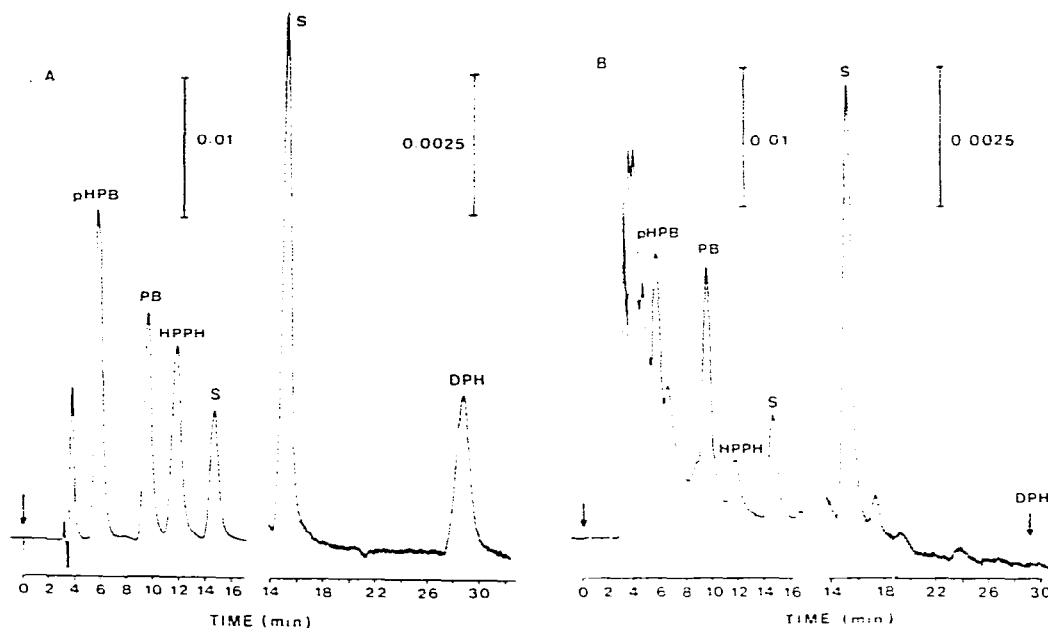 A
0.01
0.0025
pHPB
PB
HPPH
S
S
DPH
0 2 4 6 8 10 12 14 16
14 18 22 26 30
TIME (min)
B
0.01
0.0025
pHPB
PB
HPPH
S
S
DPH
0 2 4 6 8 10 12 14 16
14 18 22 26 30
TIME (min)